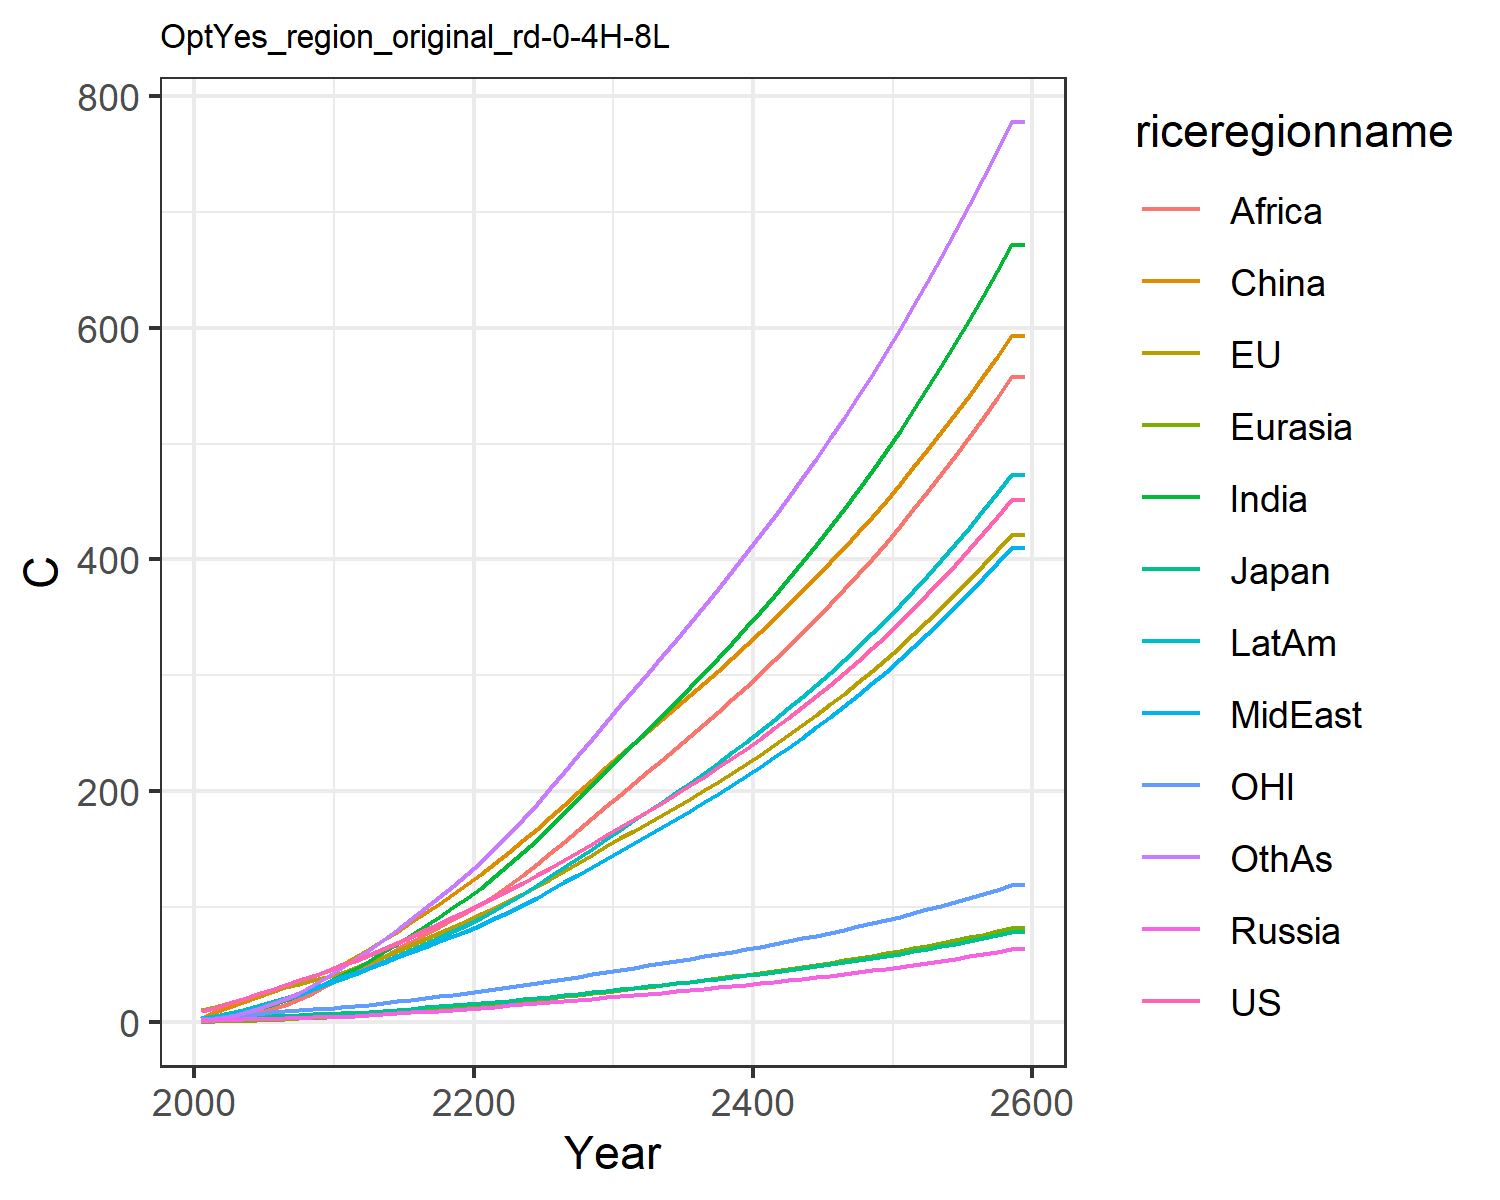 OptYes_region_original_rd-0-4H-8L
800
600
400
200
0
C
2000 2200 2400 2600
Year
riceregionname
Africa
China
EU
Eurasia
India
Japan
LatAm
MidEast
OHI
OthAs
Russia
US